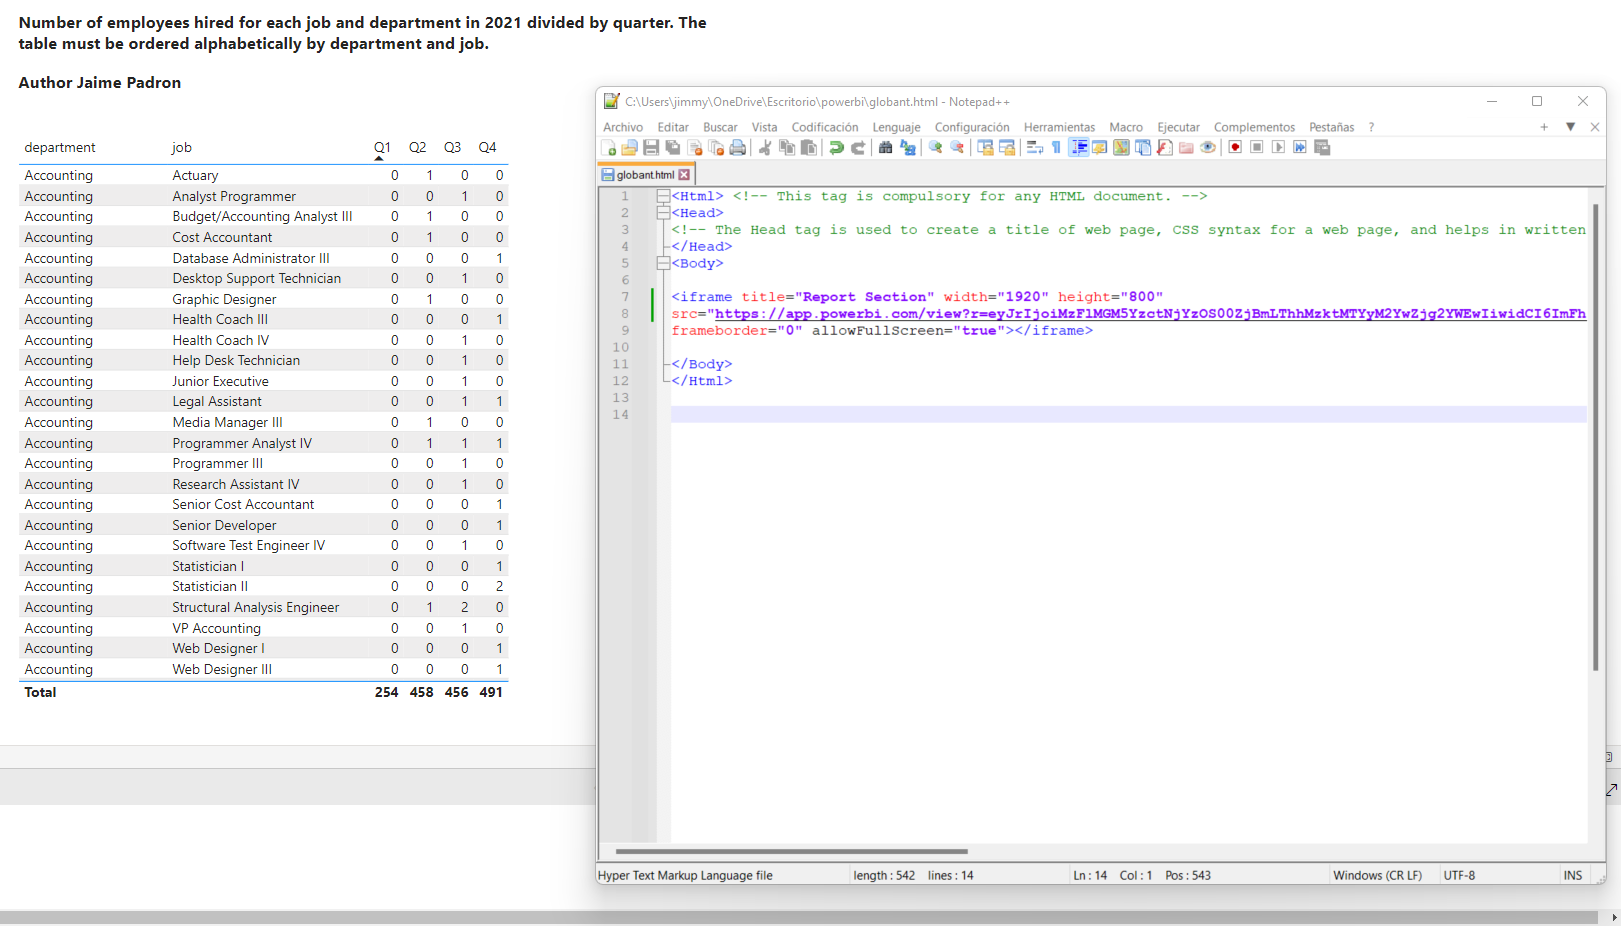 Number of employees hired for each job and department in 2021 divided by quarter. The
table must be ordered alphabetically by department and job.
Author Jaime Padron
department job Q1 Q2 Q3 Q4
Accounting Actuary 0 1 0 0
Accounting Analyst Programmer 0 0 1 0
Accounting Budget/Accounting Analyst III 0 1 0 0
Accounting Cost Accountant 0 1 0 0
Accounting Database Administrator III 0 0 0 1
Accounting Desktop Support Technician 0 0 1 0
Accounting Graphic Designer 0 1 0 0
Accounting Health Coach III 0 0 0 1
Accounting Health Coach IV 0 0 1 0
Accounting Help Desk Technician 0 0 1 0
Accounting Junior Executive 0 0 1 0
Accounting Legal Assistant 0 0 1 1
Accounting Media Manager III 0 1 0 0
Accounting Programmer Analyst IV 0 1 1 1
Accounting Programmer III 0 0 1 0
Accounting Research Assistant IV 0 0 1 0
Accounting Senior Cost Accountant 0 0 0 1
Accounting Senior Developer 0 0 0 1
Accounting Software Test Engineer IV 0 0 1 0
Accounting Statistician I 0 0 0 1
Accounting Statistician II 0 0 0 2
Accounting Structural Analysis Engineer 0 1 2 0
Accounting VP Accounting 0 0 1 0
Accounting Web Designer I 0 0 0 1
Accounting Web Designer III 0 0 0 1
Total 254 458 456 491
C:\Users\jimmy\OneDrive\Escritorio\powerbi\globant.html - Notepad++
Archivo Editar Buscar Vista Codificación Lenguaje Configuración Herramientas Macro Ejecutar Complementos Pestañas ?
globant.html
1 <Html> <!-- This tag is compulsory for any HTML document. -->
2 <Head>
3 <!-- The Head tag is used to create a title of web page, CSS syntax for a web page, and helps in written
4 </Head>
5 <Body>
6
7 <iframe title="Report Section" width="1920" height="800"
8 src="https://app.powerbi.com/view?r=eyJrIjoiMzFlMGM5YzctNjYzOS00ZjBmLThhMzktMTYyM2YwZjg2YWEwIiwidCI6ImFh
9 frameborder="0" allowFullScreen="true"></iframe>
10
11 </Body>
12 </Html>
13
14
Hyper Text Markup Language file length : 542 lines : 14 Ln : 14 Col : 1 Pos : 543 Windows (CR LF) UTF-8 INS